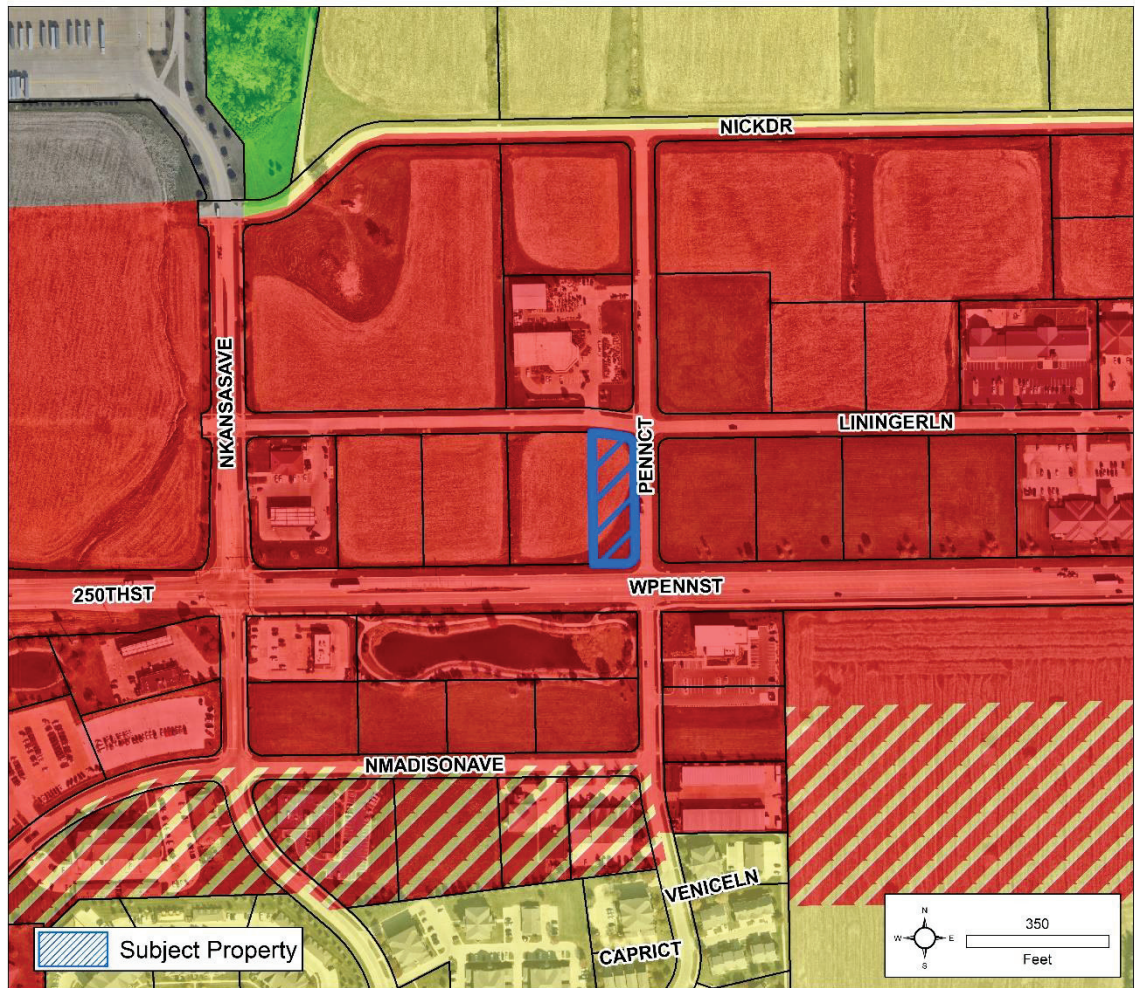 NICKDR
NKANSASAVE
LININGERLN
PENNCT
250THST
WPENNST
NMADISONAVE
VENICELN
CAPRICT
Subject Property
N
W E
S
350
Feet